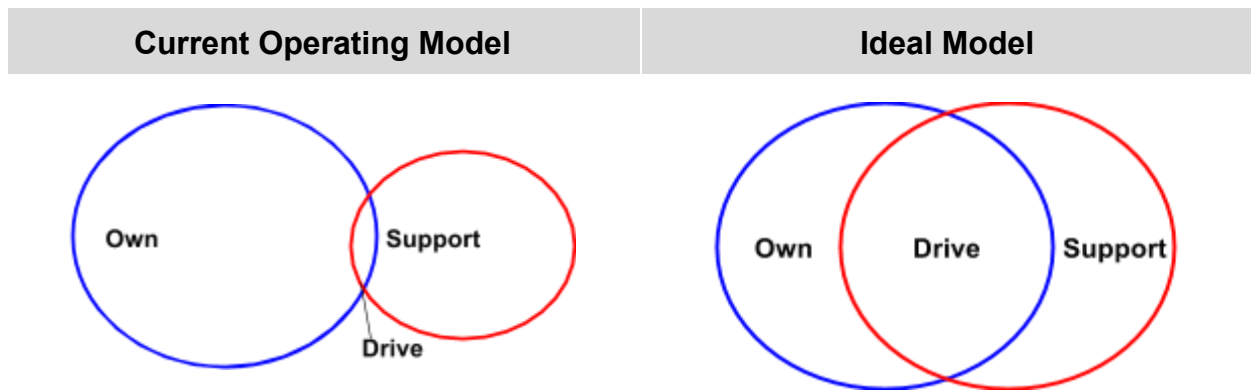 Current Operating Model
Ideal Model
Own
Support
Drive
Own
Drive
Support